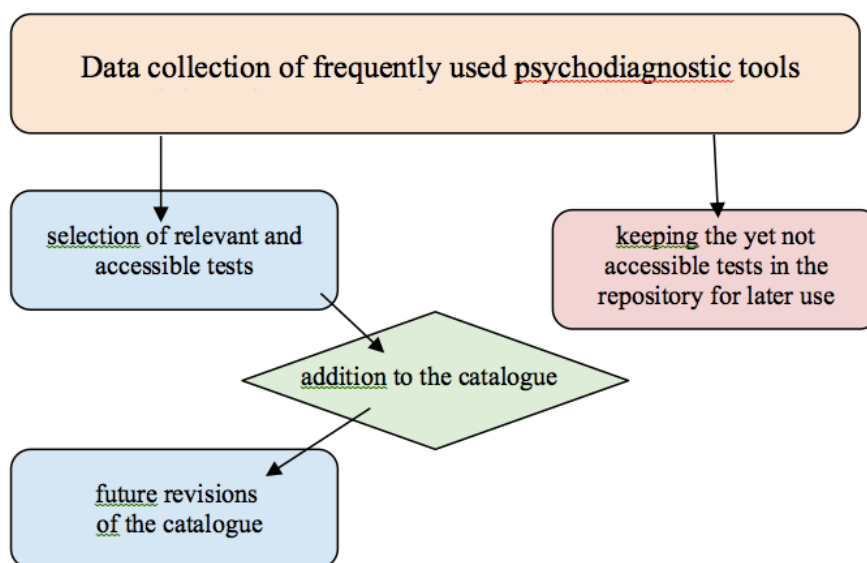 Data collection of frequently used psychodiagnostic tools
selection of relevant and
accessible tests
keeping the yet not
accessible tests in the
repository for later use
addition to the catalogue
future revisions
of the catalogue